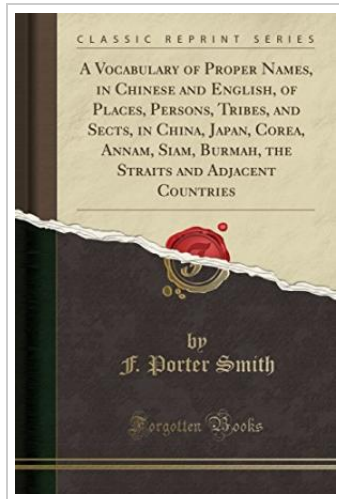 CLASSIC REPRINT SERIES
A VOCABULARY OF PROPER NAMES,
IN CHINESE AND ENGLISH, OF PLACES,
PERSONS, TRIBES, AND SECTS, IN CHINA, JAPAN, COREA,
ANNAM, SIAM, BURMAH, THE
STRAITS AND ADJACENT
COUNTRIES
F
by
F. Porter Smith
Forgotten Books